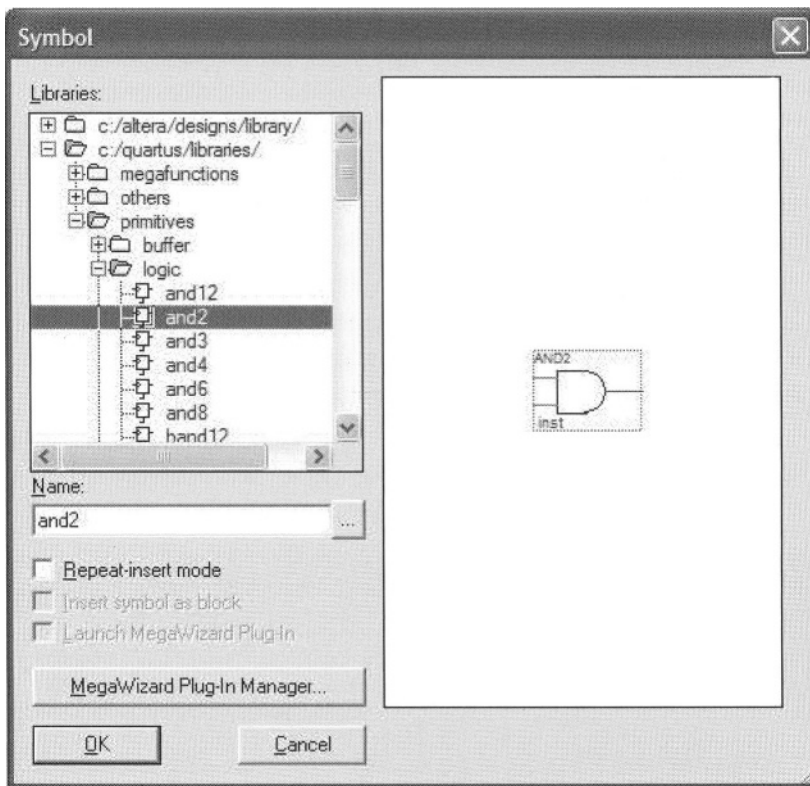 Symbol
Libraries:
c:/altera/designs/library/
c:/quartus/libraries/
megafunctions
others
primitives
buffer
logic
and12
and2
and3
and4
and6
and8
band12
Name:
and2
...
Repeat-insert mode
Insert symbol as block
Launch MegaWizard Plug-In
MegaWizard Plug-In Manager...
OK
Cancel
AND2
inst